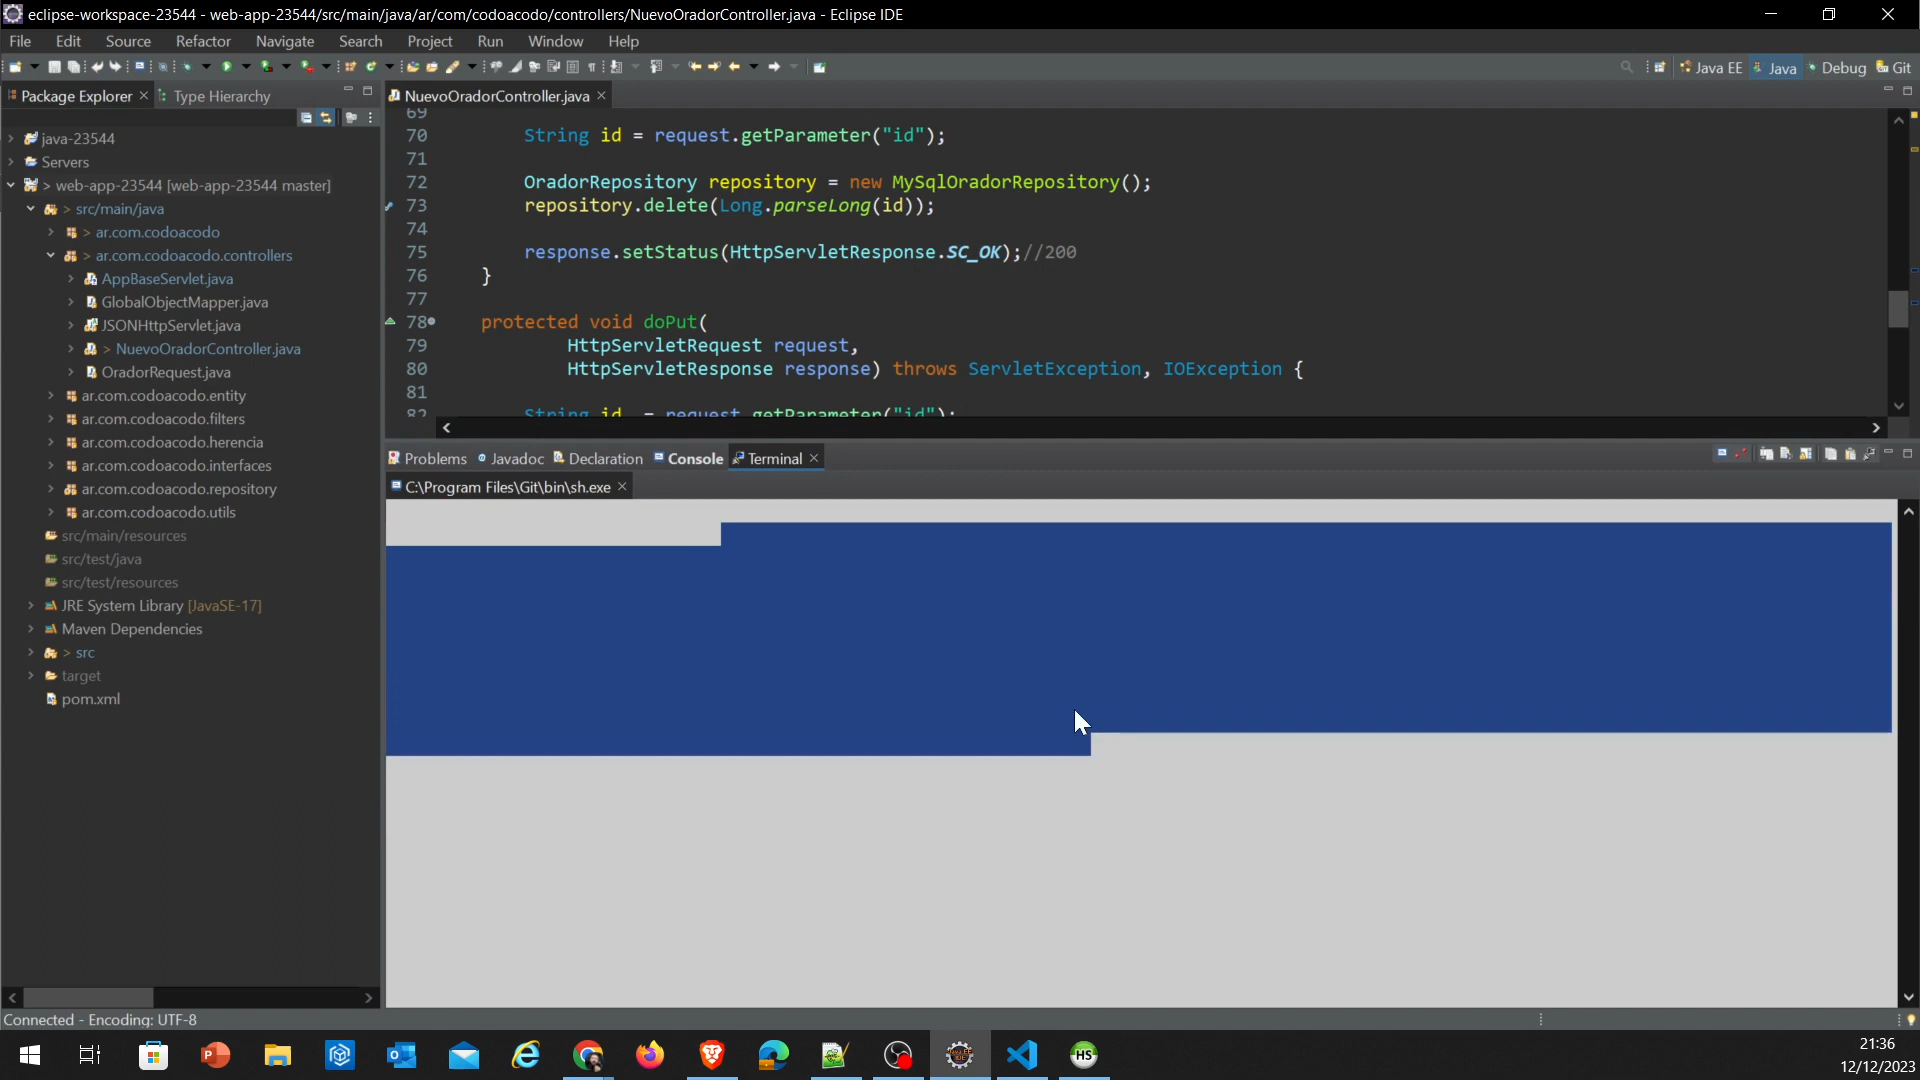 eclipse-workspace-23544 - web-app-23544/src/main/java/ar/com/codoacodo/controllers/NuevoOradorController.java - Eclipse IDE
File Edit Source Refactor Navigate Search Project Run Window Help
Java EE Java Debug Git
Package Explorer Type Hierarchy
java-23544
Servers
> web-app-23544 [web-app-23544 master]
> src/main/java
> ar.com.codoacodo
> ar.com.codoacodo.controllers
AppBaseServlet.java
GlobalObjectMapper.java
JSONHttpServlet.java
> NuevoOradorController.java
OradorRequest.java
ar.com.codoacodo.entity
ar.com.codoacodo.filters
ar.com.codoacodo.herencia
ar.com.codoacodo.interfaces
ar.com.codoacodo.repository
ar.com.codoacodo.utils
src/main/resources
src/test/java
src/test/resources
JRE System Library [JavaSE-17]
Maven Dependencies
> src
target
pom.xml
NuevoOradorController.java
69
70 String id = request.getParameter("id");
71
72 OradorRepository repository = new MySqlOradorRepository();
73 repository.delete(Long.parseLong(id));
74
75 response.setStatus(HttpServletResponse.SC_OK);//200
76 }
77
78 protected void doPut(
79 HttpServletRequest request,
80 HttpServletResponse response) throws ServletException, IOException {
81
82 String id = request.getParameter("id");
Problems Javadoc Declaration Console Terminal
C:\Program Files\Git\bin\sh.exe
Connected - Encoding: UTF-8
HS
21:36
12/12/2023